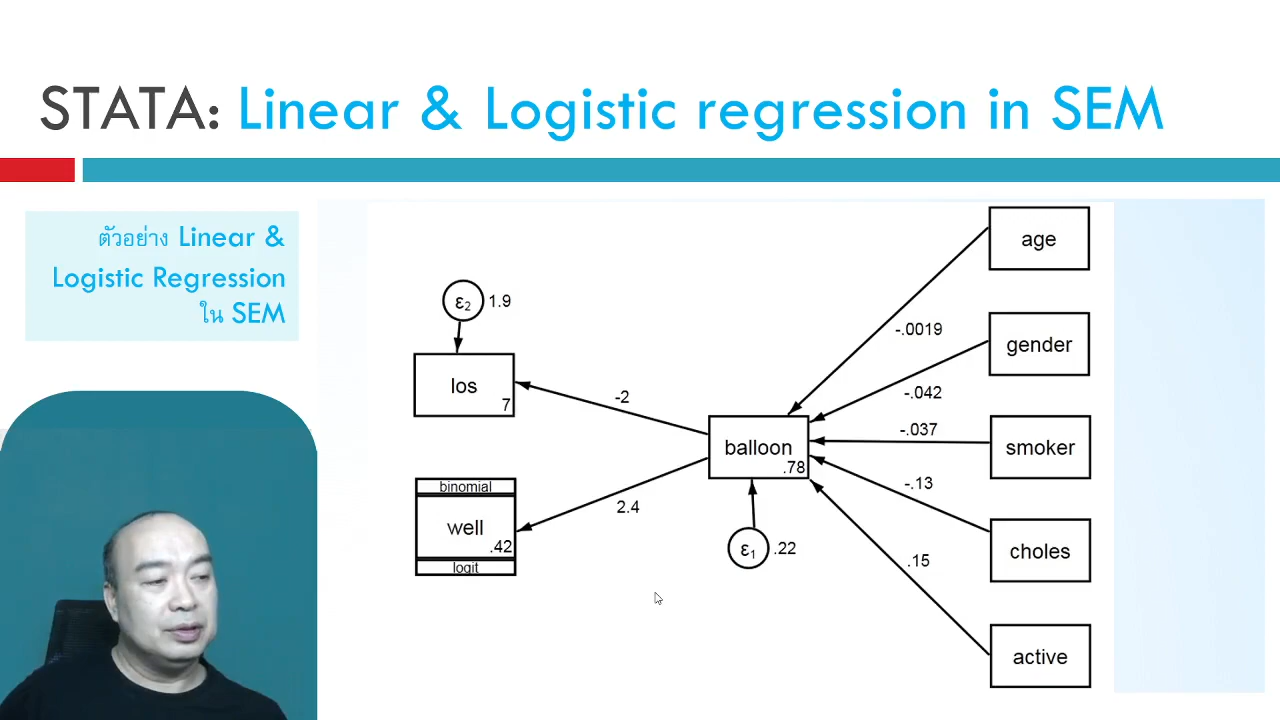 STATA: Linear & Logistic regression in SEM
ตัวอย่าง Linear &
Logistic Regression
ใน SEM
age
ε2 1.9
-.0019
gender
los
7
-2
-.042
-.037
smoker
balloon
.78
binomial
well
.42
logit
2.4
-.13
ε1 .22
.15
choles
active